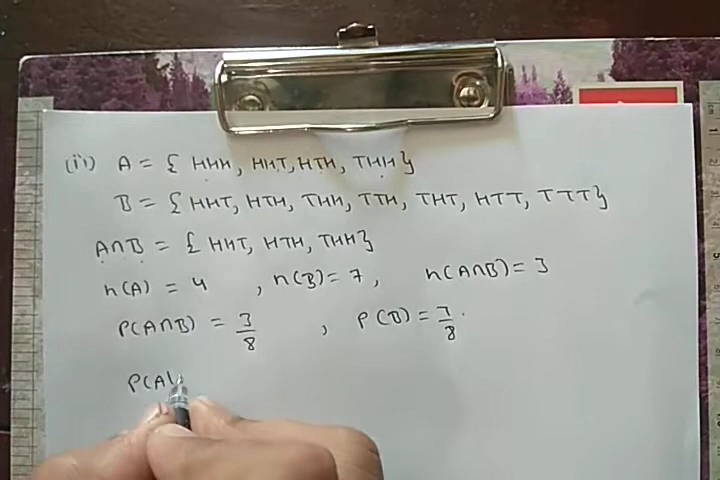 (ii) A = { HHH, HHT, HTH, THH}
B = { HHT, HTH, THH, TTH, THT, HTT, TTT}
A∩B = { HHT, HTH, THH}
n(A) = 4 , n(B) = 7, n(A∩B) = 3
P(A∩B) = 3/8 , P(B) = 7/8.
P(A|